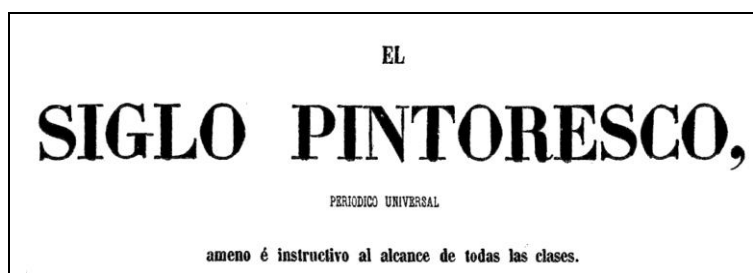 EL
SIGLO PINTORESCO,
PERIODICO UNIVERSAL
ameno é instructivo al alcance de todas las clases.